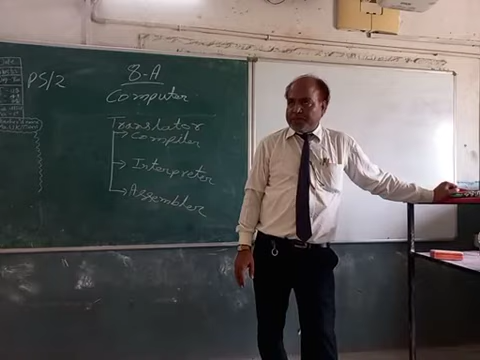 PS/2
8-A
Computer
Translator
Compiler
Interpreter
Assembler